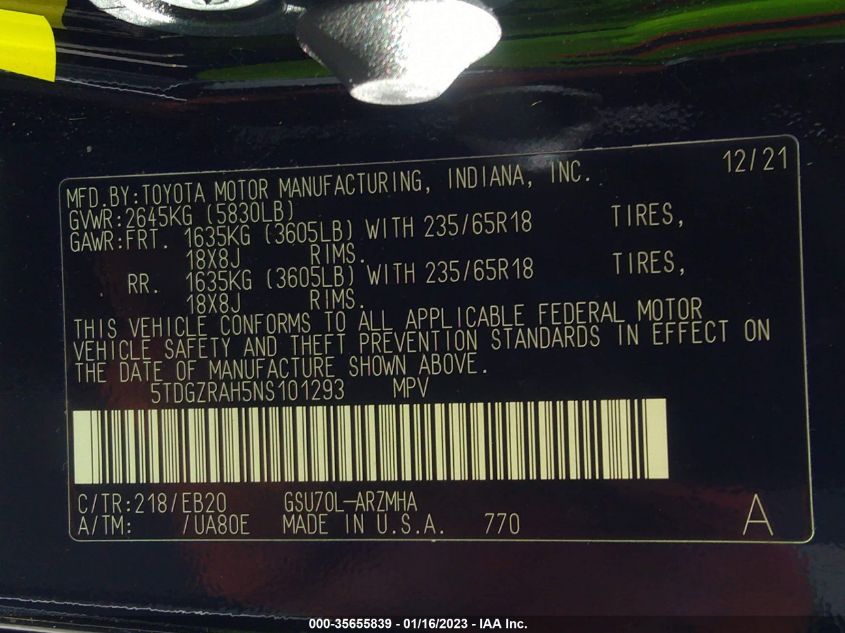 12/21
MFD.BY:TOYOTA MOTOR MANUFACTURING, INDIANA, INC.
GVWR:2645KG (5830LB)
GAWR:FRT. 1635KG (3605LB) WITH 235/65R18 TIRES,
18X8J RIMS.
RR. 1635KG (3605LB) WITH 235/65R18 TIRES,
18X8J RIMS.
THIS VEHICLE CONFORMS TO ALL APPLICABLE FEDERAL MOTOR
VEHICLE SAFETY AND THEFT PREVENTION STANDARDS IN EFFECT ON
THE DATE OF MANUFACTURE SHOWN ABOVE.
5TDGZRAH5NS101293 MPV
C/TR:218/EB20 GSU70L-ARZMHA
A/TM: /UA80E MADE IN U.S.A. 770 A
000-35655839 - 01/16/2023 - IAA Inc.